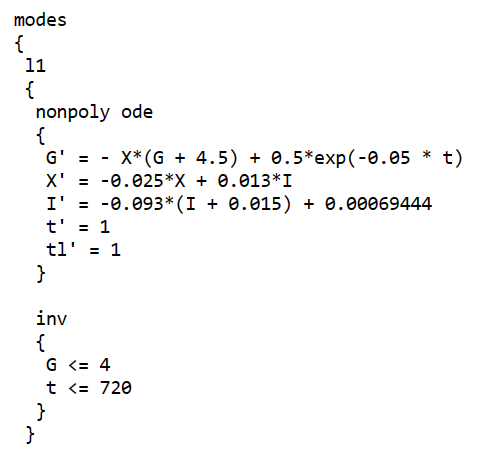 modes
{
 l1
 {
  nonpoly ode
  {
   G' = - X*(G + 4.5) + 0.5*exp(-0.05 * t)
   X' = -0.025*X + 0.013*I
   I' = -0.093*(I + 0.015) + 0.00069444
   t' = 1
   tl' = 1
  }

  inv
  {
   G <= 4
   t <= 720
  }
 }